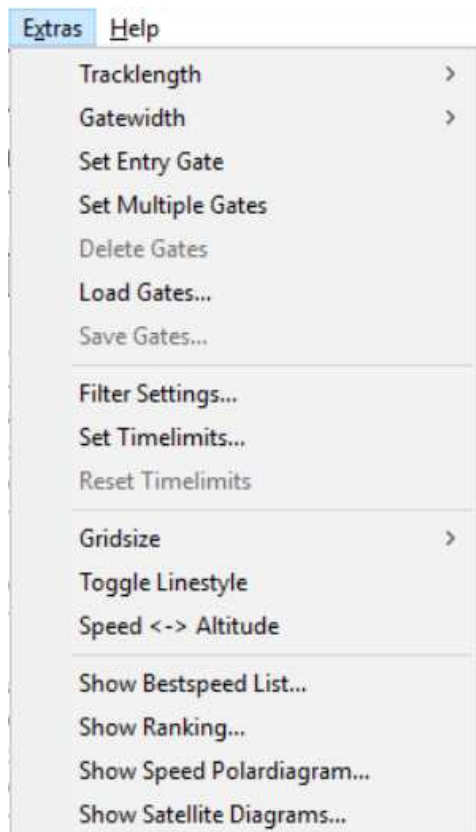 Extras Help
Tracklength >
Gatewidth >
Set Entry Gate
Set Multiple Gates
Delete Gates
Load Gates...
Save Gates...
Filter Settings...
Set Timelimits...
Reset Timelimits
Gridsize >
Toggle Linestyle
Speed <-> Altitude
Show Bestspeed List...
Show Ranking...
Show Speed Polardiagram...
Show Satellite Diagrams...